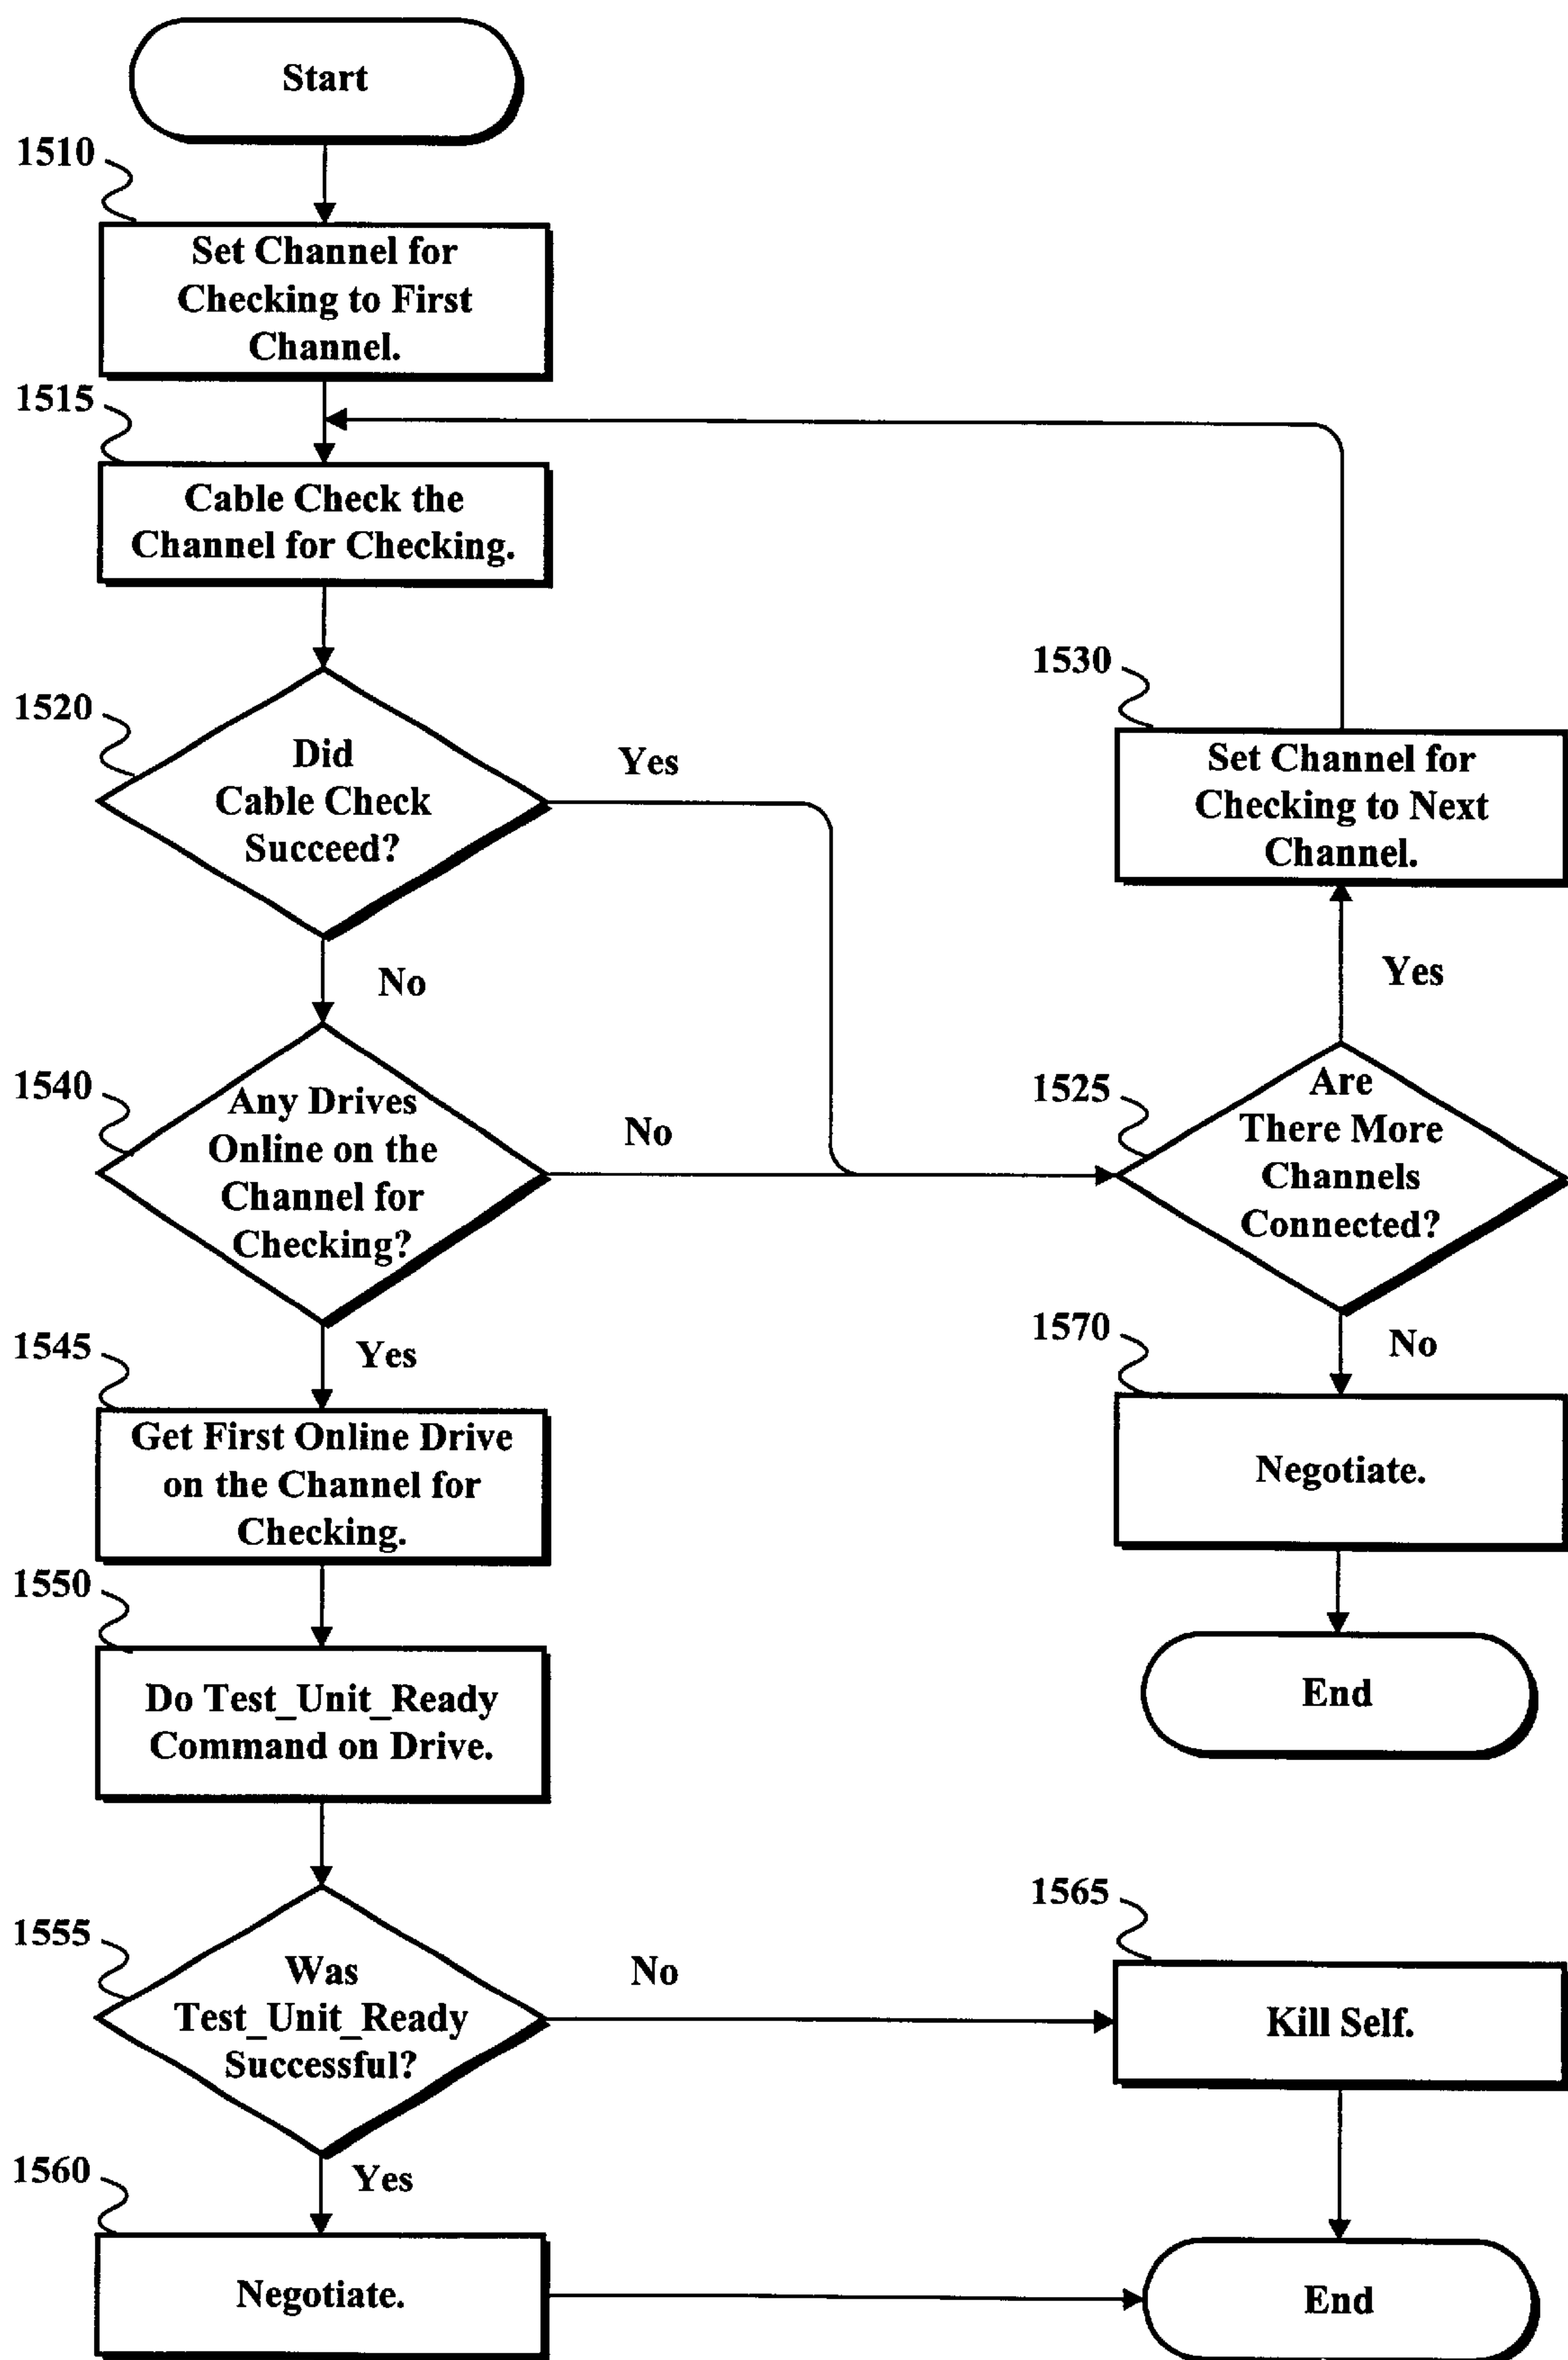 Start
1510
Set Channel for
Checking to First
Channel.
1515
Cable Check the
Channel for Checking.
1520
Did
Cable Check
Succeed?
Yes
No
1530
Set Channel for
Checking to Next
Channel.
Yes
1540
Any Drives
Online on the
Channel for
Checking?
No
Yes
1525
Are
There More
Channels
Connected?
No
1545
Get First Online Drive
on the Channel for
Checking.
1570
Negotiate.
End
1550
Do Test_Unit_Ready
Command on Drive.
1555
Was
Test_Unit_Ready
Successful?
No
Yes
1565
Kill Self.
1560
Negotiate.
End